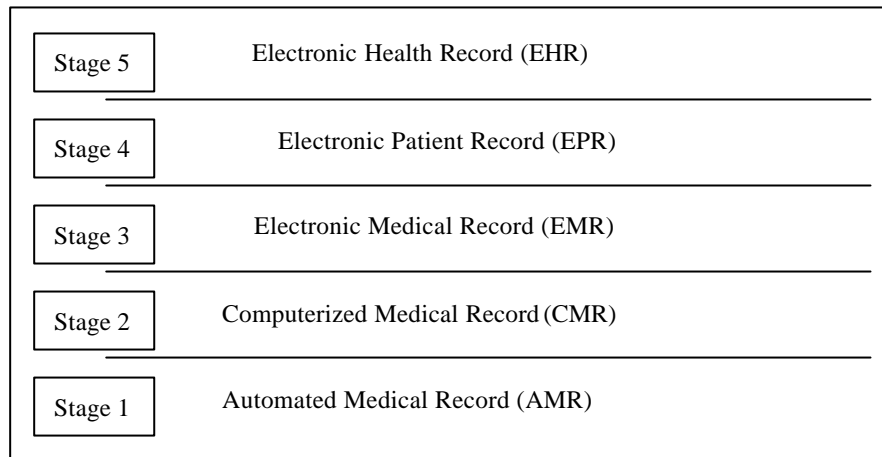 Stage 5 Electronic Health Record (EHR)
Stage 4 Electronic Patient Record (EPR)
Stage 3 Electronic Medical Record (EMR)
Stage 2 Computerized Medical Record (CMR)
Stage 1 Automated Medical Record (AMR)